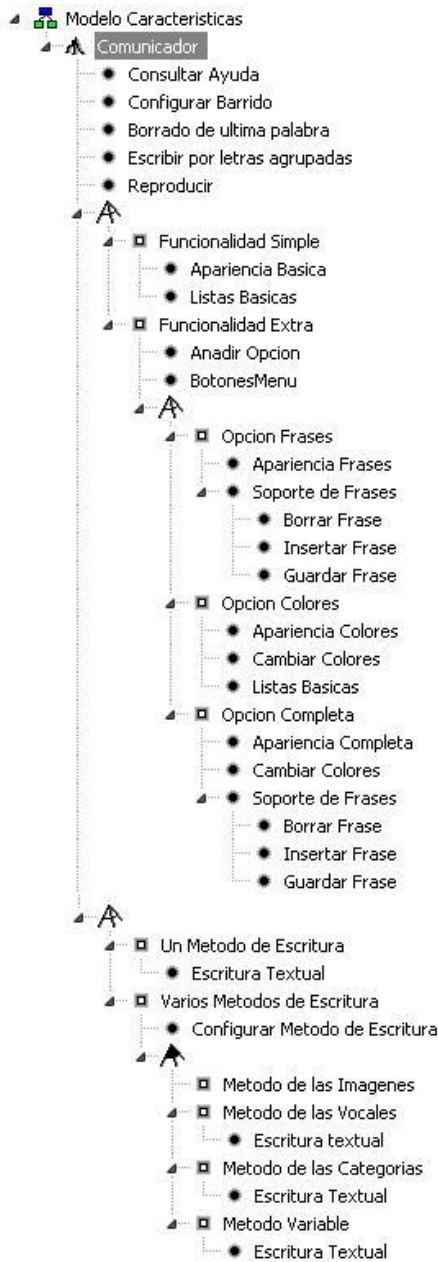 Modelo Caracteristicas
Comunicador
Consultar Ayuda
Configurar Barrido
Borrado de ultima palabra
Escribir por letras agrupadas
Reproducir
Funcionalidad Simple
Apariencia Basica
Listas Basicas
Funcionalidad Extra
Anadir Opcion
BotonesMenu
Opcion Frases
Apariencia Frases
Soporte de Frases
Borrar Frase
Insertar Frase
Guardar Frase
Opcion Colores
Apariencia Colores
Cambiar Colores
Listas Basicas
Opcion Completa
Apariencia Completa
Cambiar Colores
Soporte de Frases
Borrar Frase
Insertar Frase
Guardar Frase
Un Metodo de Escritura
Escritura Textual
Varios Metodos de Escritura
Configurar Metodo de Escritura
Metodo de las Imagenes
Metodo de las Vocales
Escritura textual
Metodo de las Categorias
Escritura Textual
Metodo Variable
Escritura Textual